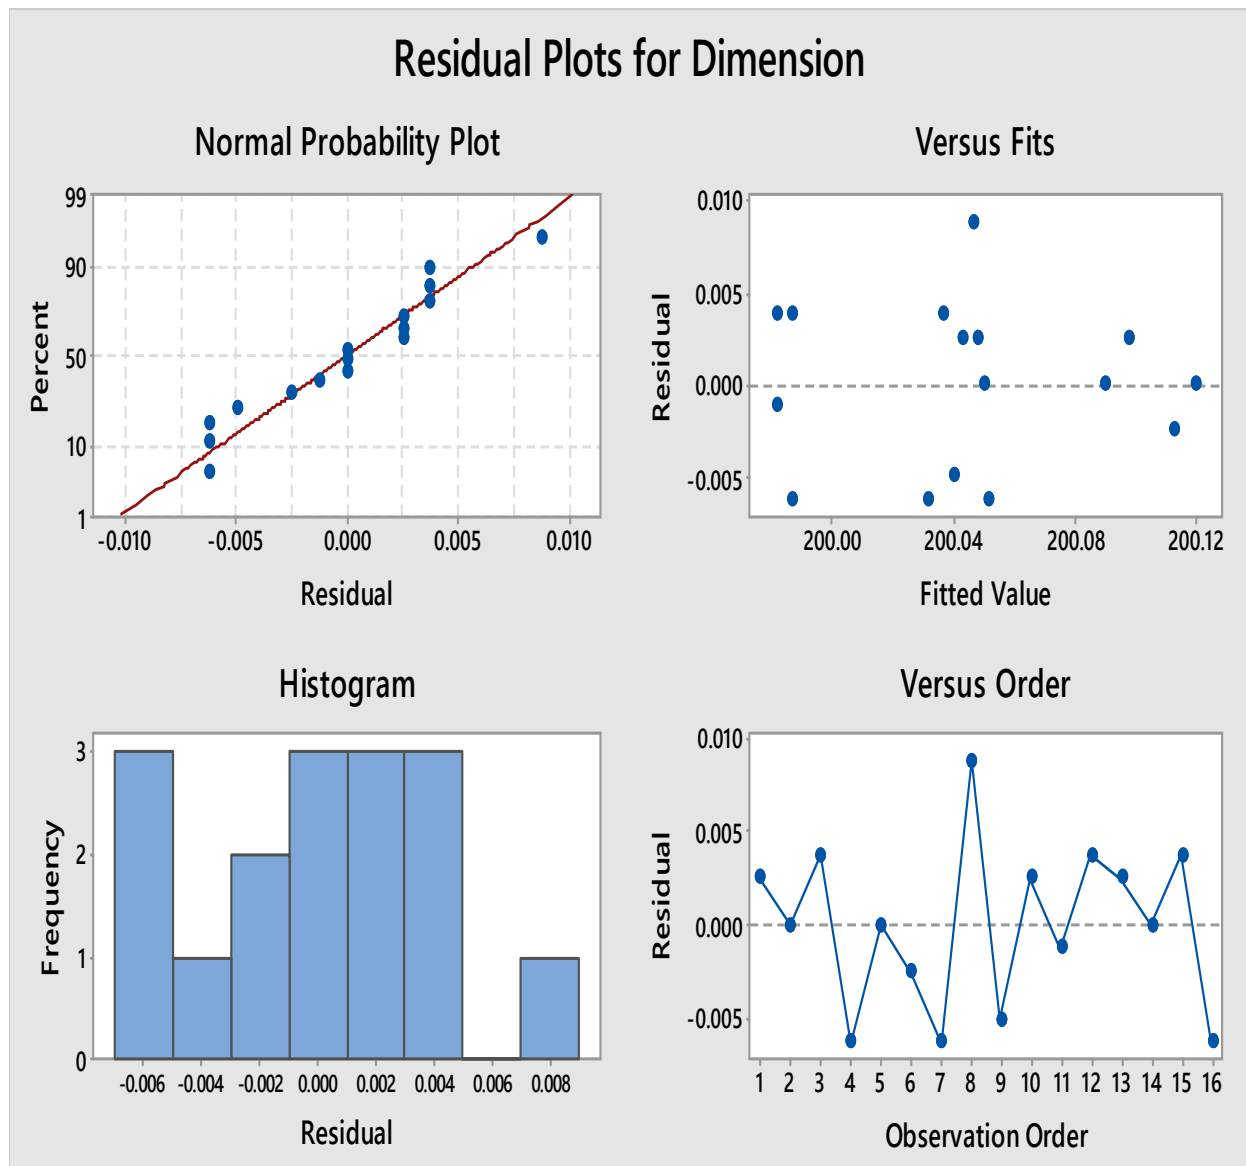 Residual Plots for Dimension
Normal Probability Plot
99
90
50
10
1
Percent
-0.010 -0.005 0.000 0.005 0.010
Residual
Versus Fits
0.010
0.005
0.000
-0.005
Residual
200.00 200.04 200.08 200.12
Fitted Value
Histogram
3
2
1
0
Frequency
-0.006 -0.004 -0.002 0.000 0.002 0.004 0.006 0.008
Residual
Versus Order
0.010
0.005
0.000
-0.005
Residual
1 2 3 4 5 6 7 8 9 10 11 12 13 14 15 16
Observation Order